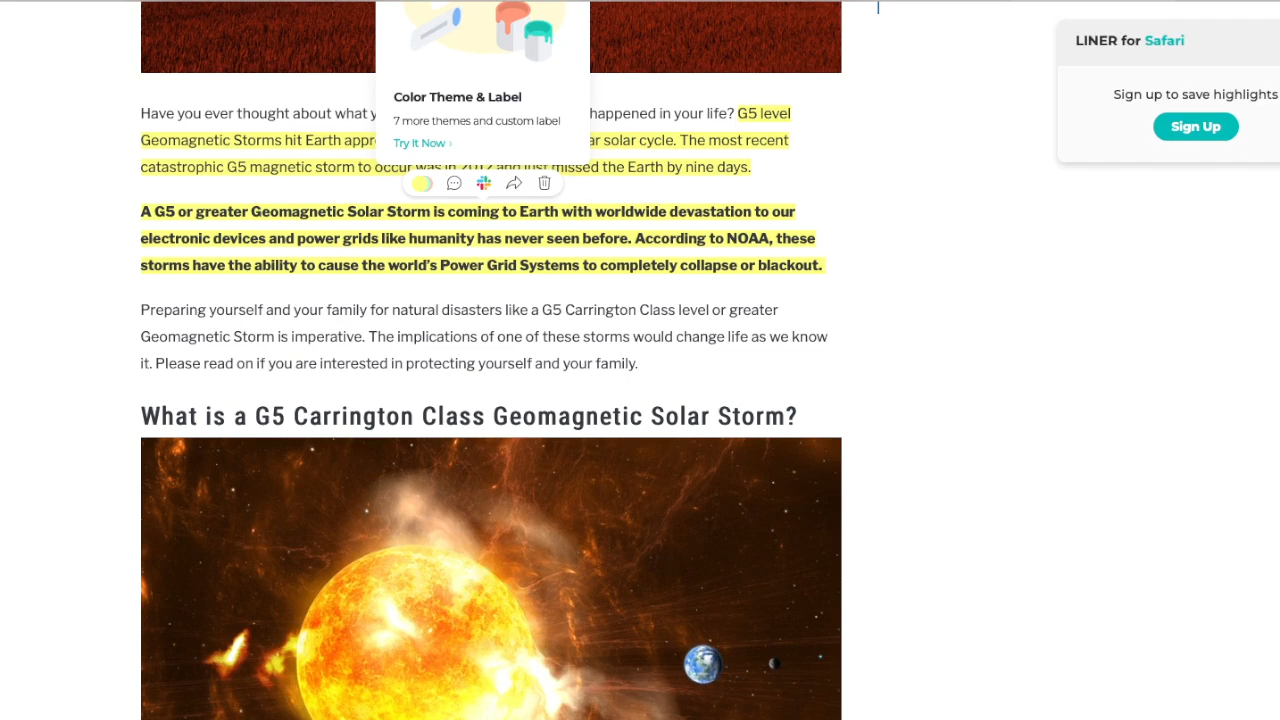 Color Theme & Label
7 more themes and custom label
Try It Now ›
Have you ever thought about what happened in your life? G5 level
Geomagnetic Storms hit Earth solar cycle. The most recent
catastrophic G5 magnetic storm to occur was in 2012 and just missed the Earth by nine days.
A G5 or greater Geomagnetic Solar Storm is coming to Earth with worldwide devastation to our
electronic devices and power grids like humanity has never seen before. According to NOAA, these
storms have the ability to cause the world’s Power Grid Systems to completely collapse or blackout.
Preparing yourself and your family for natural disasters like a G5 Carrington Class level or greater
Geomagnetic Storm is imperative. The implications of one of these storms would change life as we know
it. Please read on if you are interested in protecting yourself and your family.
What is a G5 Carrington Class Geomagnetic Solar Storm?
LINER for Safari
Sign up to save highlights
Sign Up